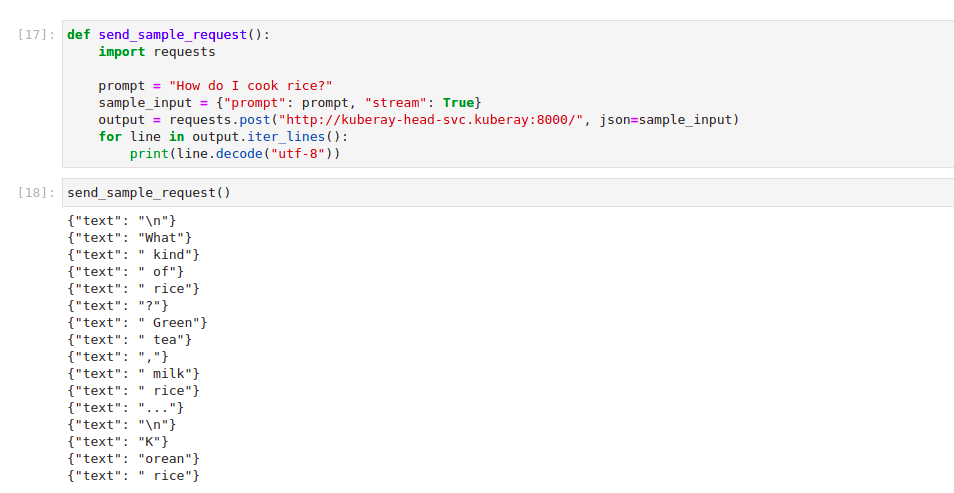 [17]: def send_sample_request():
    import requests
    prompt = "How do I cook rice?"
    sample_input = {"prompt": prompt, "stream": True}
    output = requests.post("http://kuberay-head-svc.kuberay:8000/", json=sample_input)
    for line in output.iter_lines():
        print(line.decode("utf-8"))
[18]: send_sample_request()
{"text": "\n"}
{"text": "What"}
{"text": " kind"}
{"text": " of"}
{"text": " rice"}
{"text": "?"}
{"text": " Green"}
{"text": " tea"}
{"text": ","}
{"text": " milk"}
{"text": " rice"}
{"text": "..."}
{"text": "\n"}
{"text": "K"}
{"text": "orean"}
{"text": " rice"}